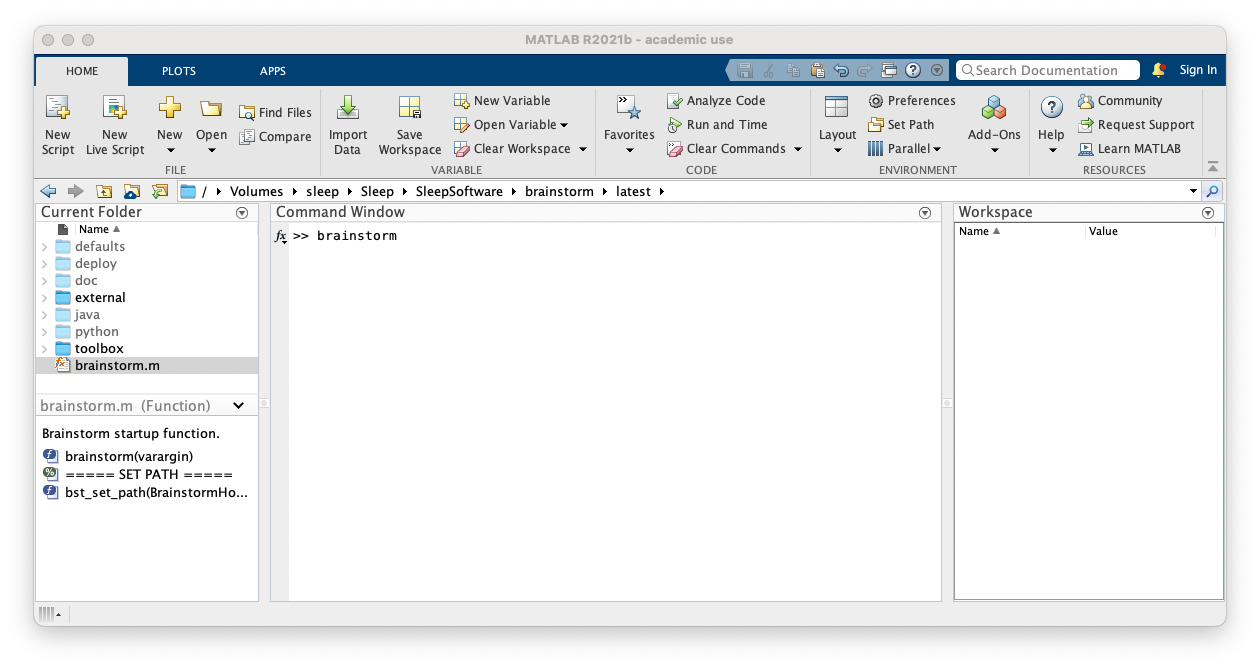 MATLAB R2021b - academic use
HOME PLOTS APPS Search Documentation Sign In
New Script
New Live Script
New
Open
Find Files
Compare
FILE
Import Data
Save Workspace
New Variable
Open Variable
Clear Workspace
VARIABLE
Favorites
Analyze Code
Run and Time
Clear Commands
CODE
Layout
Preferences
Set Path
Parallel
Add-Ons
ENVIRONMENT
Help
Community
Request Support
Learn MATLAB
RESOURCES
/ Volumes sleep Sleep SleepSoftware brainstorm latest
Current Folder
Name
defaults
deploy
doc
external
java
python
toolbox
brainstorm.m
brainstorm.m (Function)
Brainstorm startup function.
brainstorm(varargin)
===== SET PATH =====
bst_set_path(BrainstormHo...
Command Window
fx >> brainstorm
Workspace
Name Value